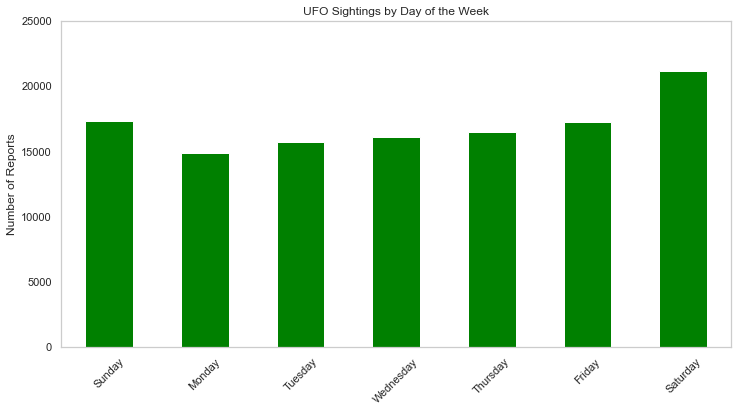 UFO Sightings by Day of the Week
25000
20000
15000
10000
5000
0
Number of Reports
Sunday
Monday
Tuesday
Wednesday
Thursday
Friday
Saturday